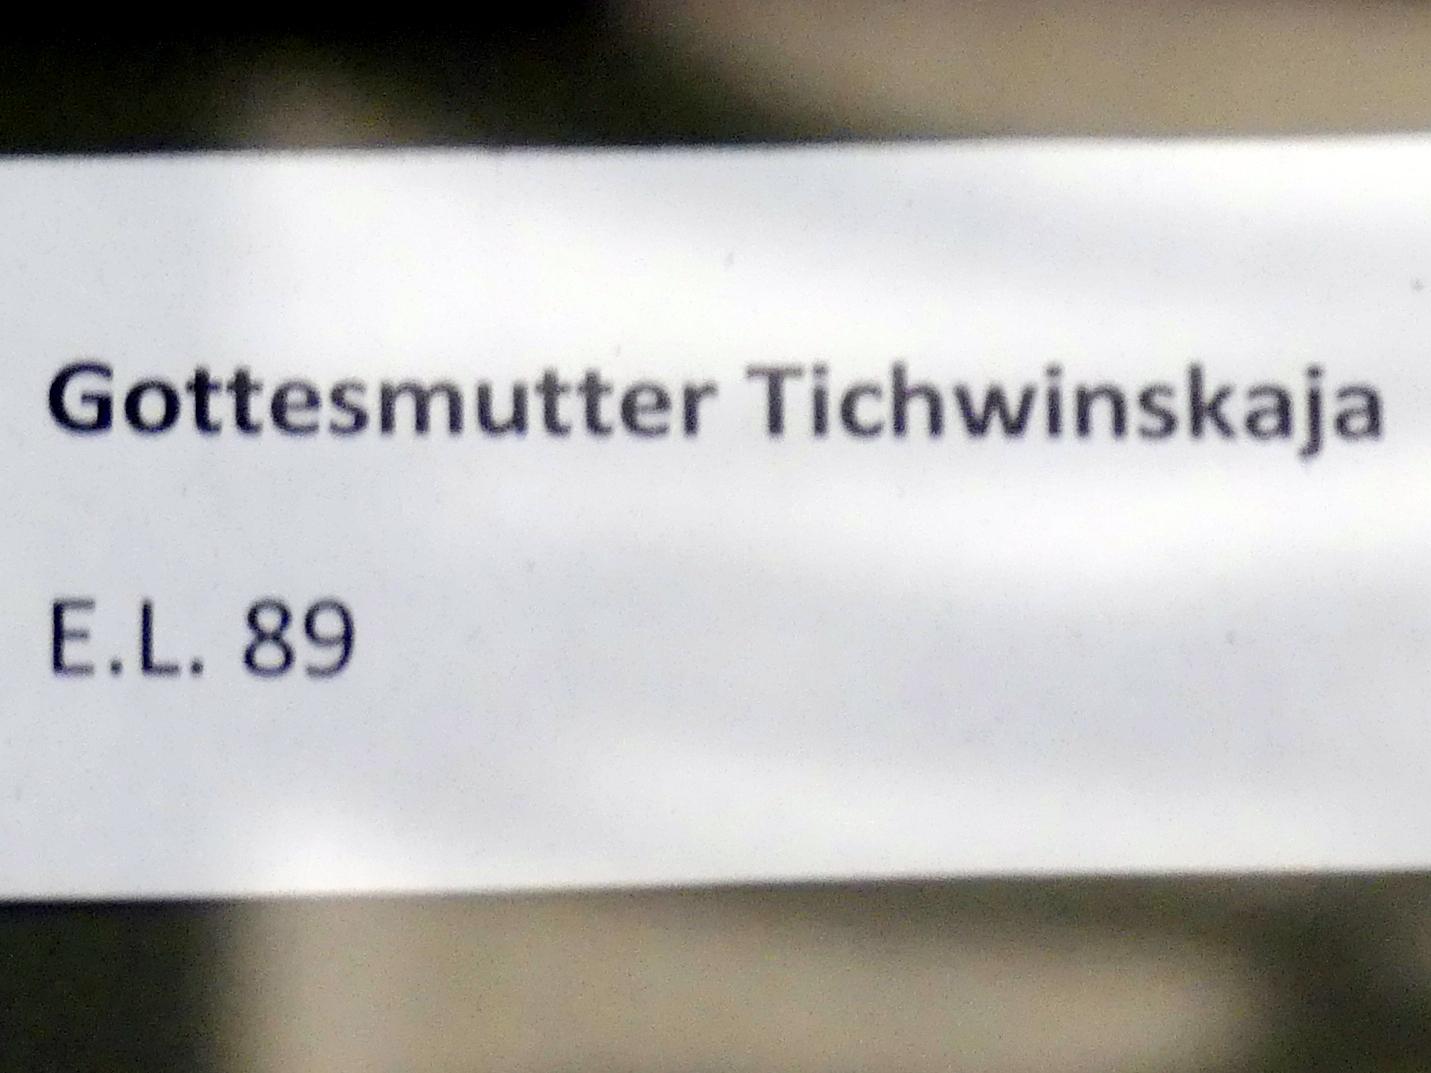 Gottesmutter Tichwinskaja
E.L. 89